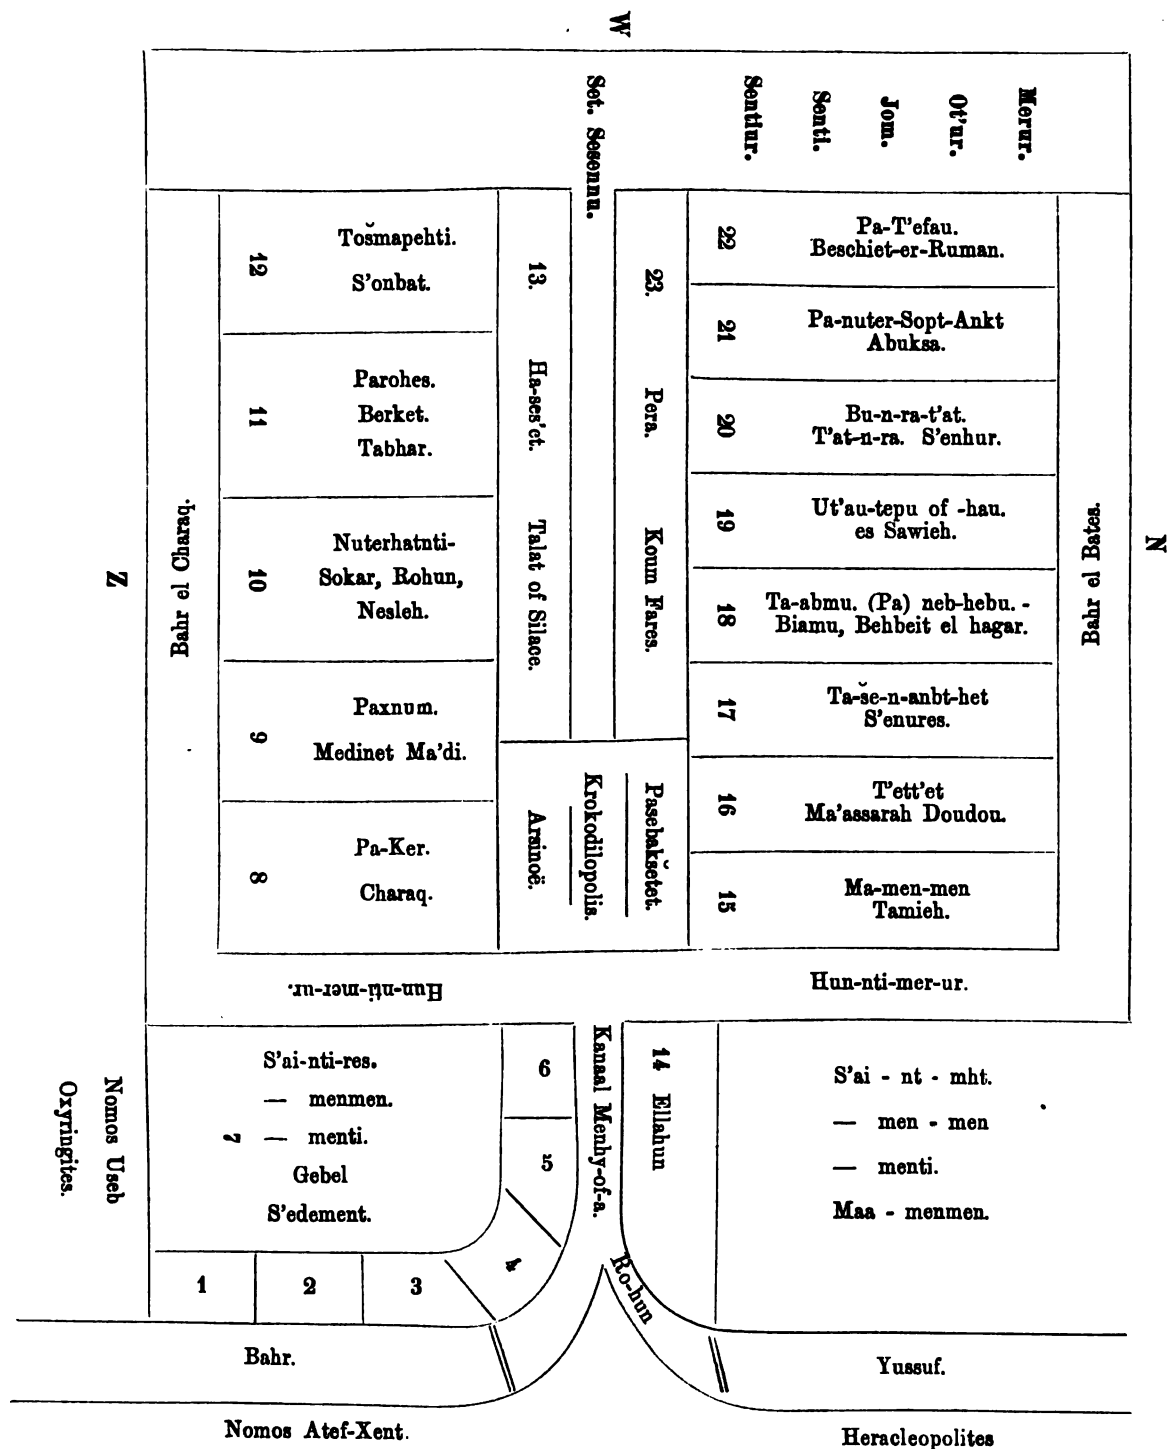 W
Merur.
Ot'ur.
Jom.
Senti.
Sentiur.
Set. Sesennu.
12
Tos̆mapehti.
S'onbat.
11
Parohes.
Berket.
Tabhar.
10
Nuterhatnti-
Sokar, Rohun,
Nesleh.
9
Paxnum.
Medinet Ma'di.
8
Pa-Ker.
Charaq.
13. Ha-ses'et. Talat of Silace.
23. Pera. Koum Fares.
Pasebaks̆etet.
Krokodilopolis.
Arsinoë.
22
Pa-T'efau.
Beschiet-er-Ruman.
21
Pa-nuter-Sopt-Ankt
Abuksa.
20
Bu-n-ra-t'at.
T'at-n-ra. S'enhur.
19
Ut'au-tepu of -hau.
es Sawieh.
18
Ta-abmu. (Pa) neb-hebu. -
Biamu, Behbeit el hagar.
17
Ta-s̆e-n-anbt-het
S'enures.
16
T'ett'et
Ma'assarah Doudou.
15
Ma-men-men
Tamieh.
Bahr el Charaq.
Z
Bahr el Bates.
N
Hun-nti-mer-ur.
Hun-nti-mer-ur.
Nomos Useb
Oxyringites.
S'ai-nti-res.
— menmen.
7 — menti.
Gebel
S'edement.
6
5
4
1 2 3
Kanaal Menhy-of-a.
14 Ellahun
Ro-hun
S'ai - nt - mht.
— men - men
— menti.
Maa - menmen.
Bahr.
Yussuf.
Nomos Atef-Xent.
Heracleopolites